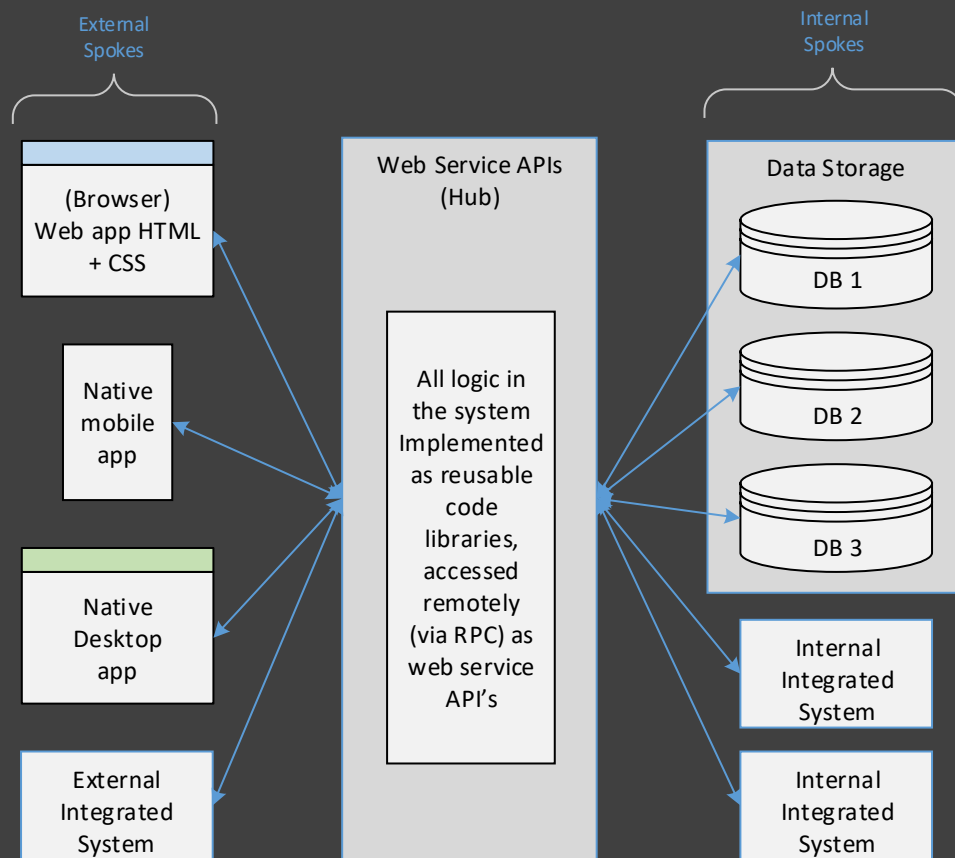 External
Spokes
Internal
Spokes
(Browser)
Web app HTML
+ CSS
Native
mobile
app
Native
Desktop
app
External
Integrated
System
Web Service APIs
(Hub)
All logic in
the system
Implemented
as reusable
code
libraries,
accessed
remotely
(via RPC) as
web service
API's
Data Storage
DB 1
DB 2
DB 3
Internal
Integrated
System
Internal
Integrated
System